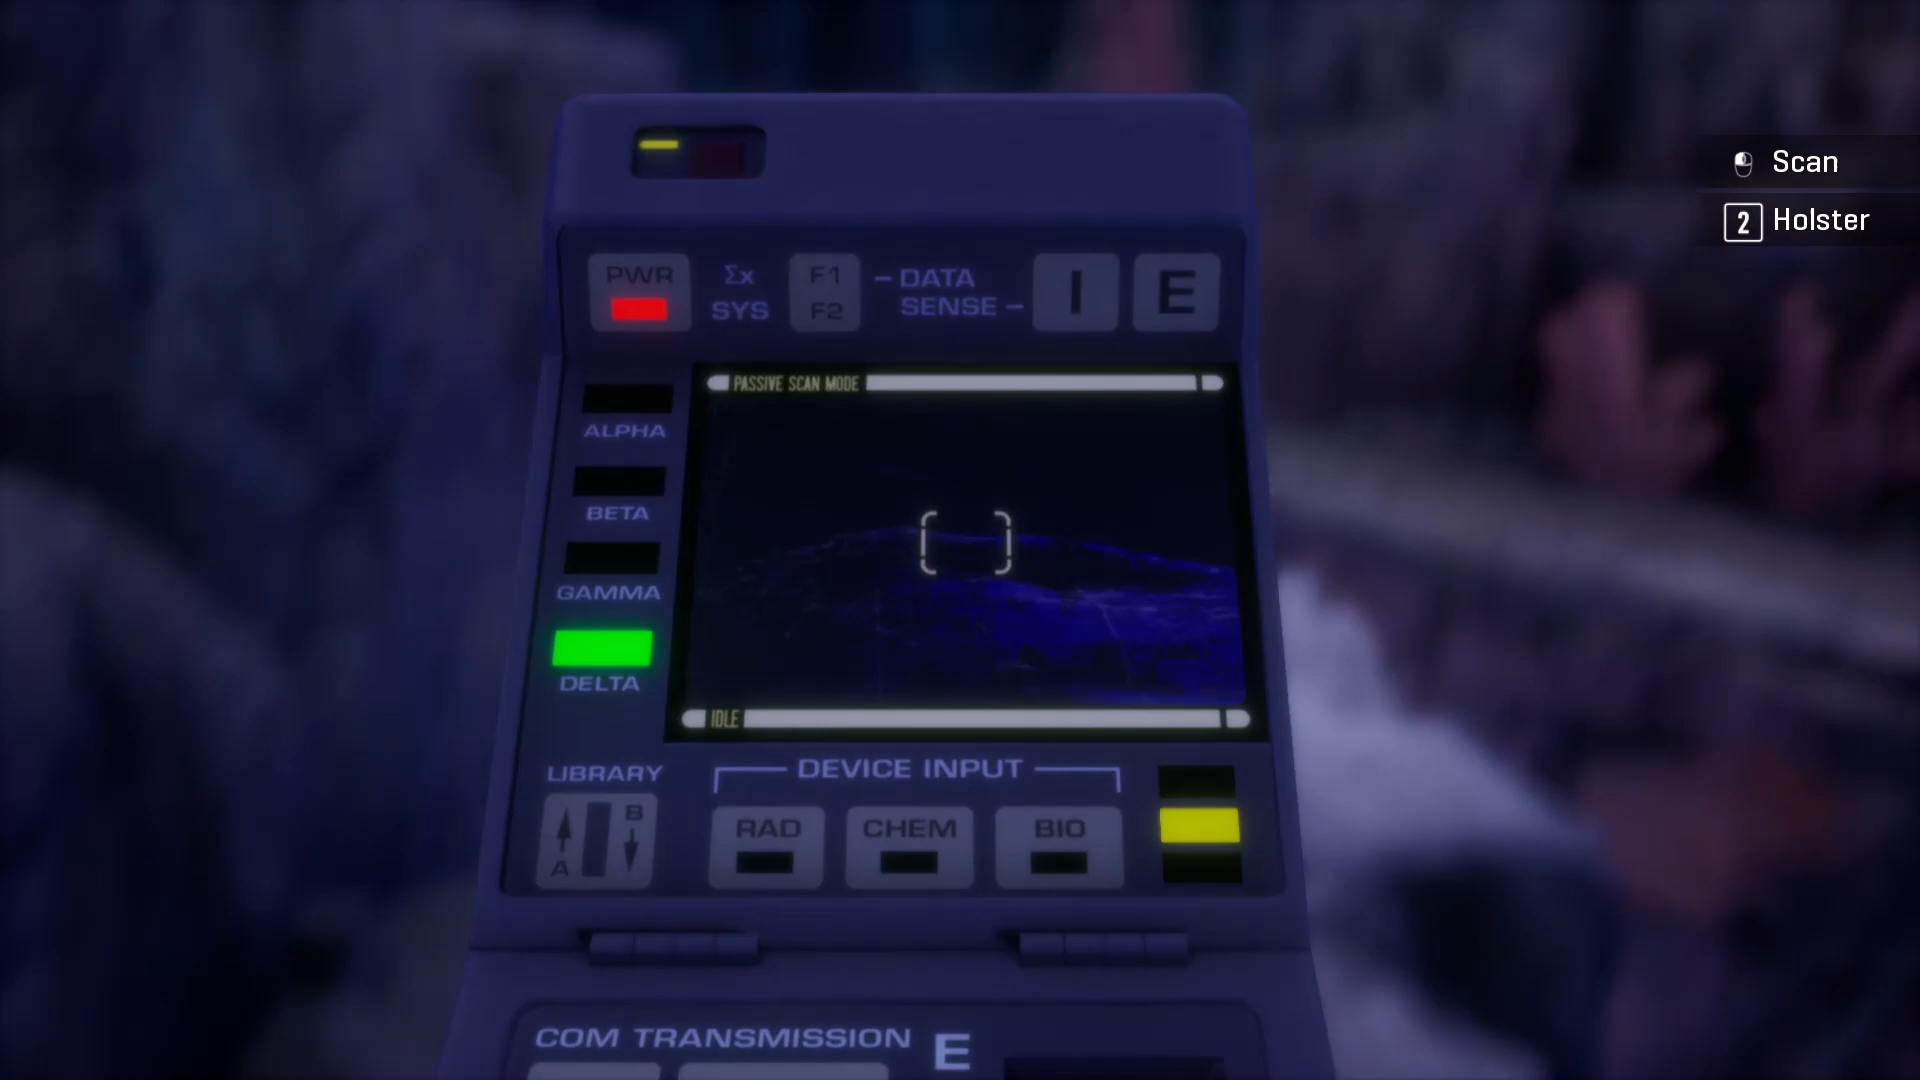 Scan
2 Holster
PWR Σx F1 – DATA I E
SYS F2 SENSE –
PASSIVE SCAN MODE
ALPHA
BETA
GAMMA
DELTA
IDLE
LIBRARY DEVICE INPUT
B RAD CHEM BIO
A
COM TRANSMISSION E